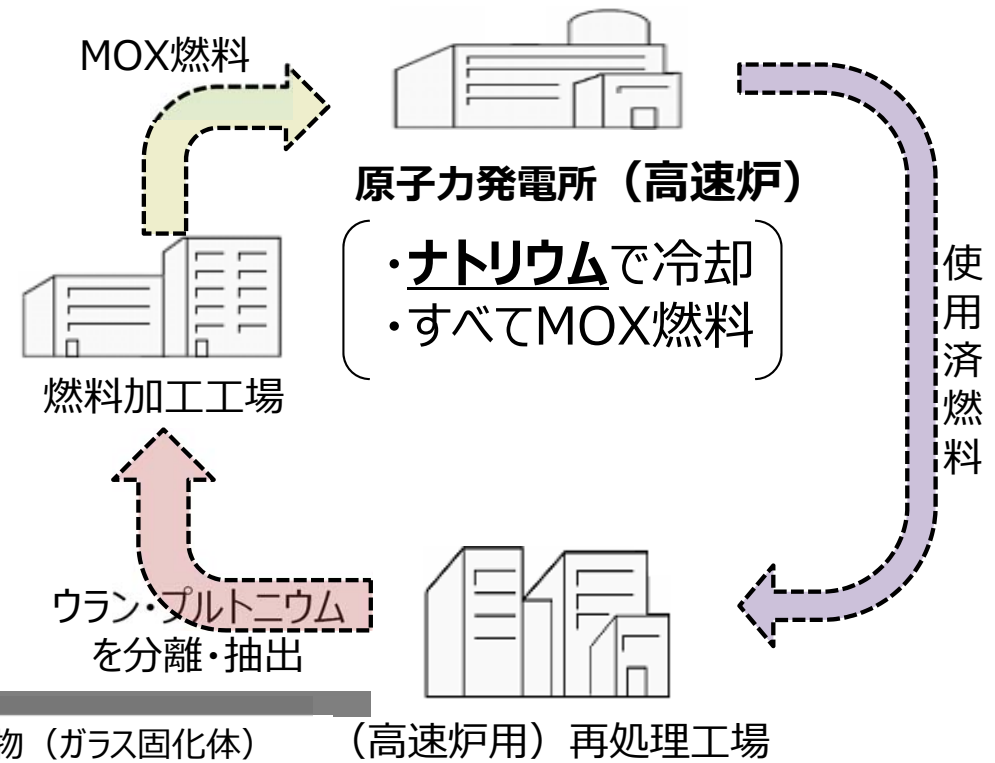 MOX燃料
原子力発電所（高速炉）
・ナトリウムで冷却
・すべてMOX燃料
使用済燃料
燃料加工工場
ウラン・プルトニウム
を分離・抽出
物（ガラス固化体）
（高速炉用）再処理工場